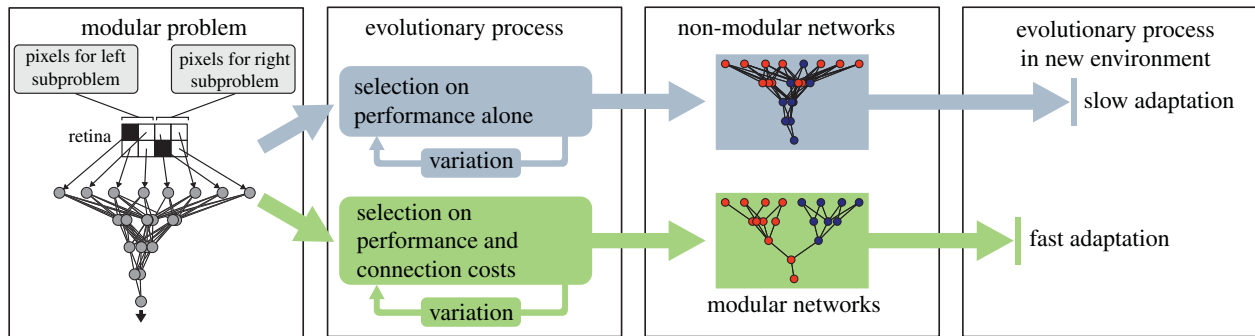 modular problem
pixels for left
subproblem
pixels for right
subproblem
retina
evolutionary process
selection on
performance alone
variation
selection on
performance and
connection costs
variation
non-modular networks
modular networks
evolutionary process
in new environment
slow adaptation
fast adaptation